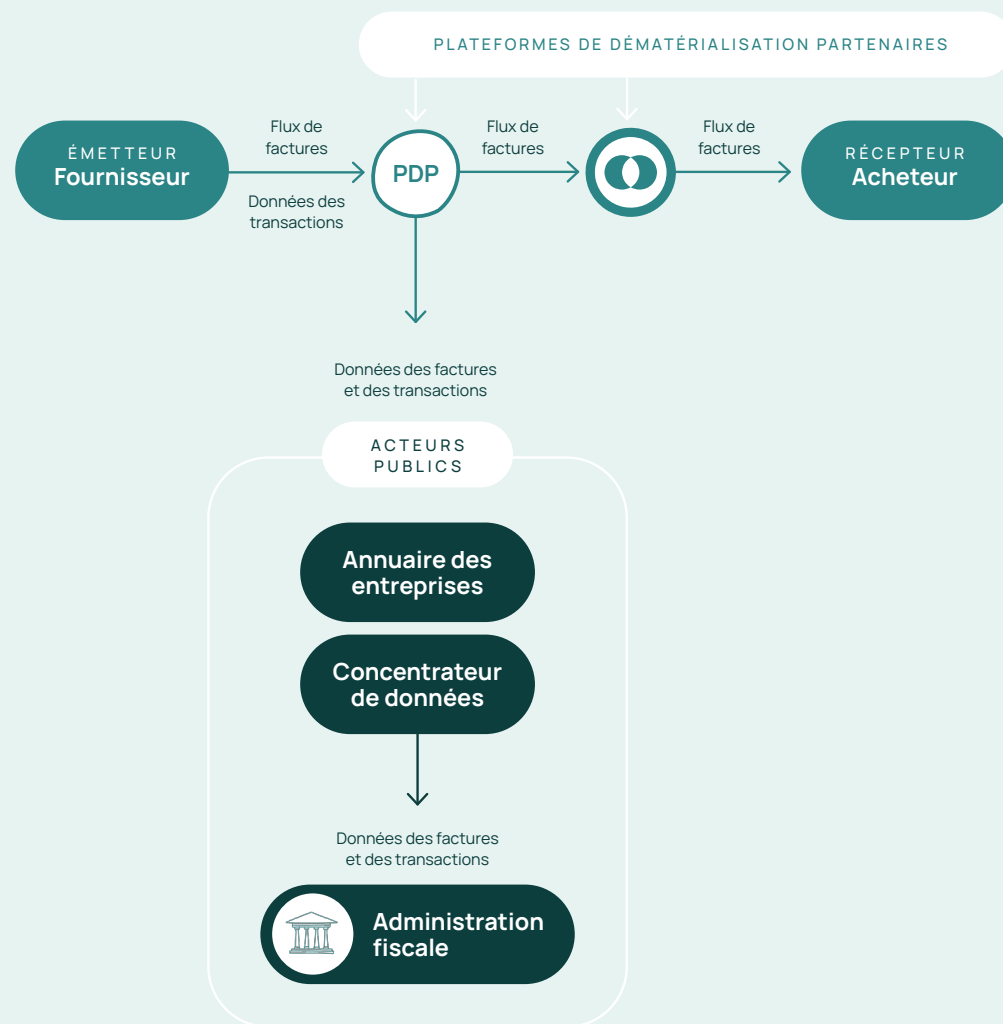 PLATEFORMES DE DÉMATÉRIALISATION PARTENAIRES
ÉMETTEUR
Fournisseur
Flux de
factures
Données des
transactions
PDP
Flux de
factures
Flux de
factures
RÉCEPTEUR
Acheteur
Données des factures
et des transactions
ACTEURS
PUBLICS
Annuaire des
entreprises
Concentrateur
de données
Données des factures
et des transactions
Administration
fiscale